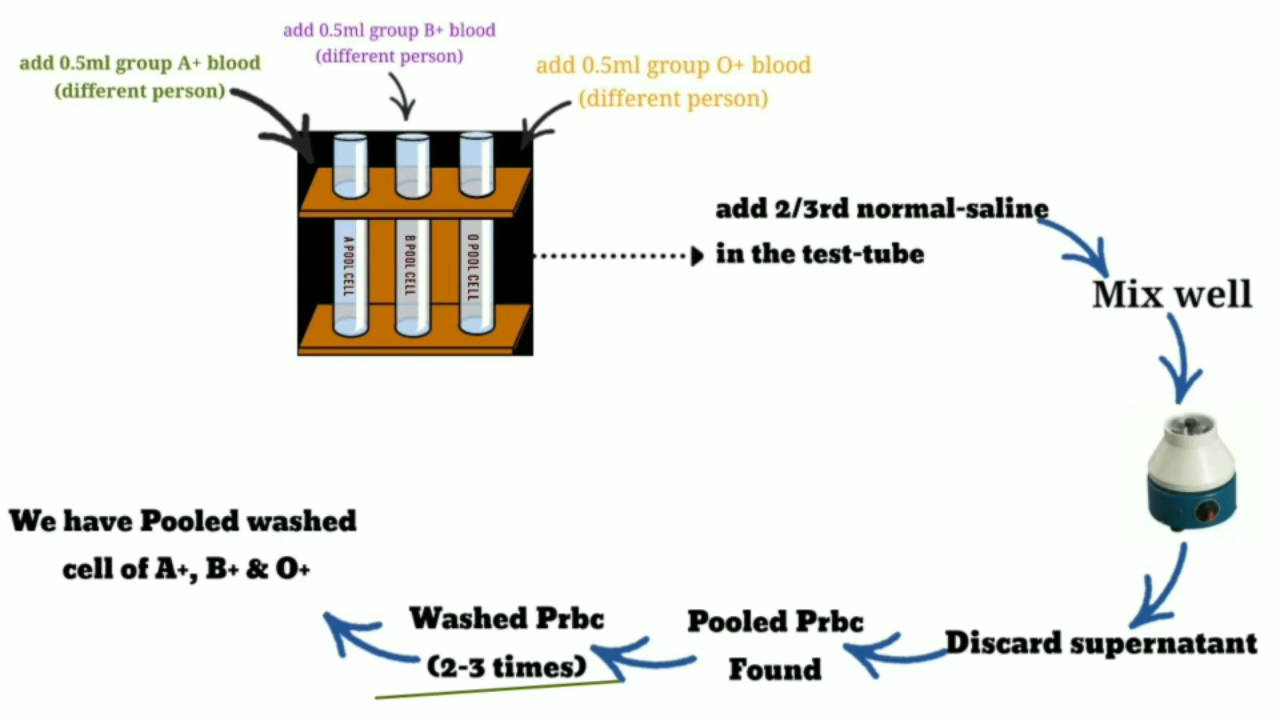 add 0.5ml group B+ blood
(different person)
add 0.5ml group A+ blood
(different person)
add 0.5ml group O+ blood
(different person)
A POOL CELL
B POOL CELL
O POOL CELL
add 2/3rd normal-saline
in the test-tube
Mix well
Discard supernatant
Pooled Prbc
Found
Washed Prbc
(2-3 times)
We have Pooled washed
cell of A+, B+ & O+